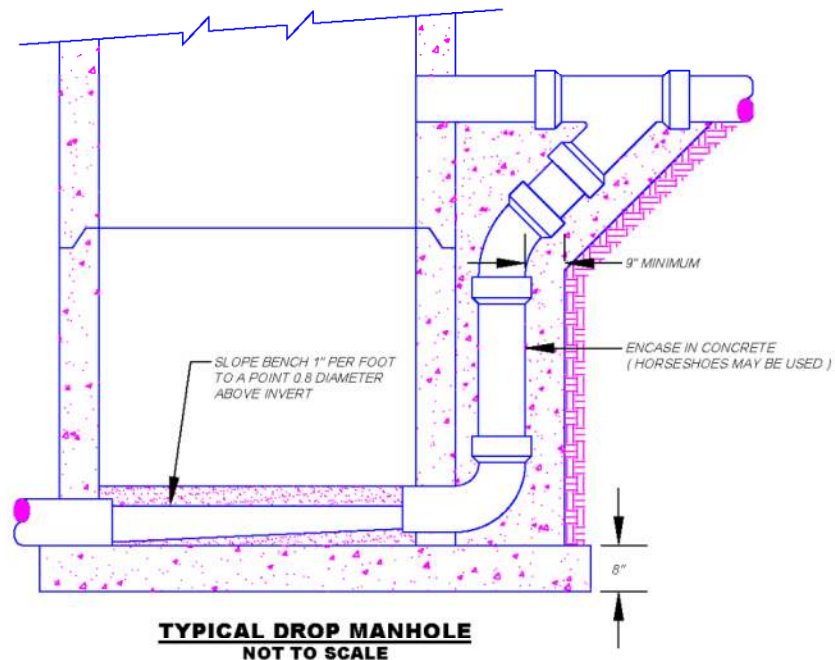 9" MINIMUM
ENCASE IN CONCRETE
( HORSESHOES MAY BE USED )
SLOPE BENCH 1" PER FOOT
TO A POINT 0.8 DIAMETER
ABOVE INVERT
8"
TYPICAL DROP MANHOLE
NOT TO SCALE